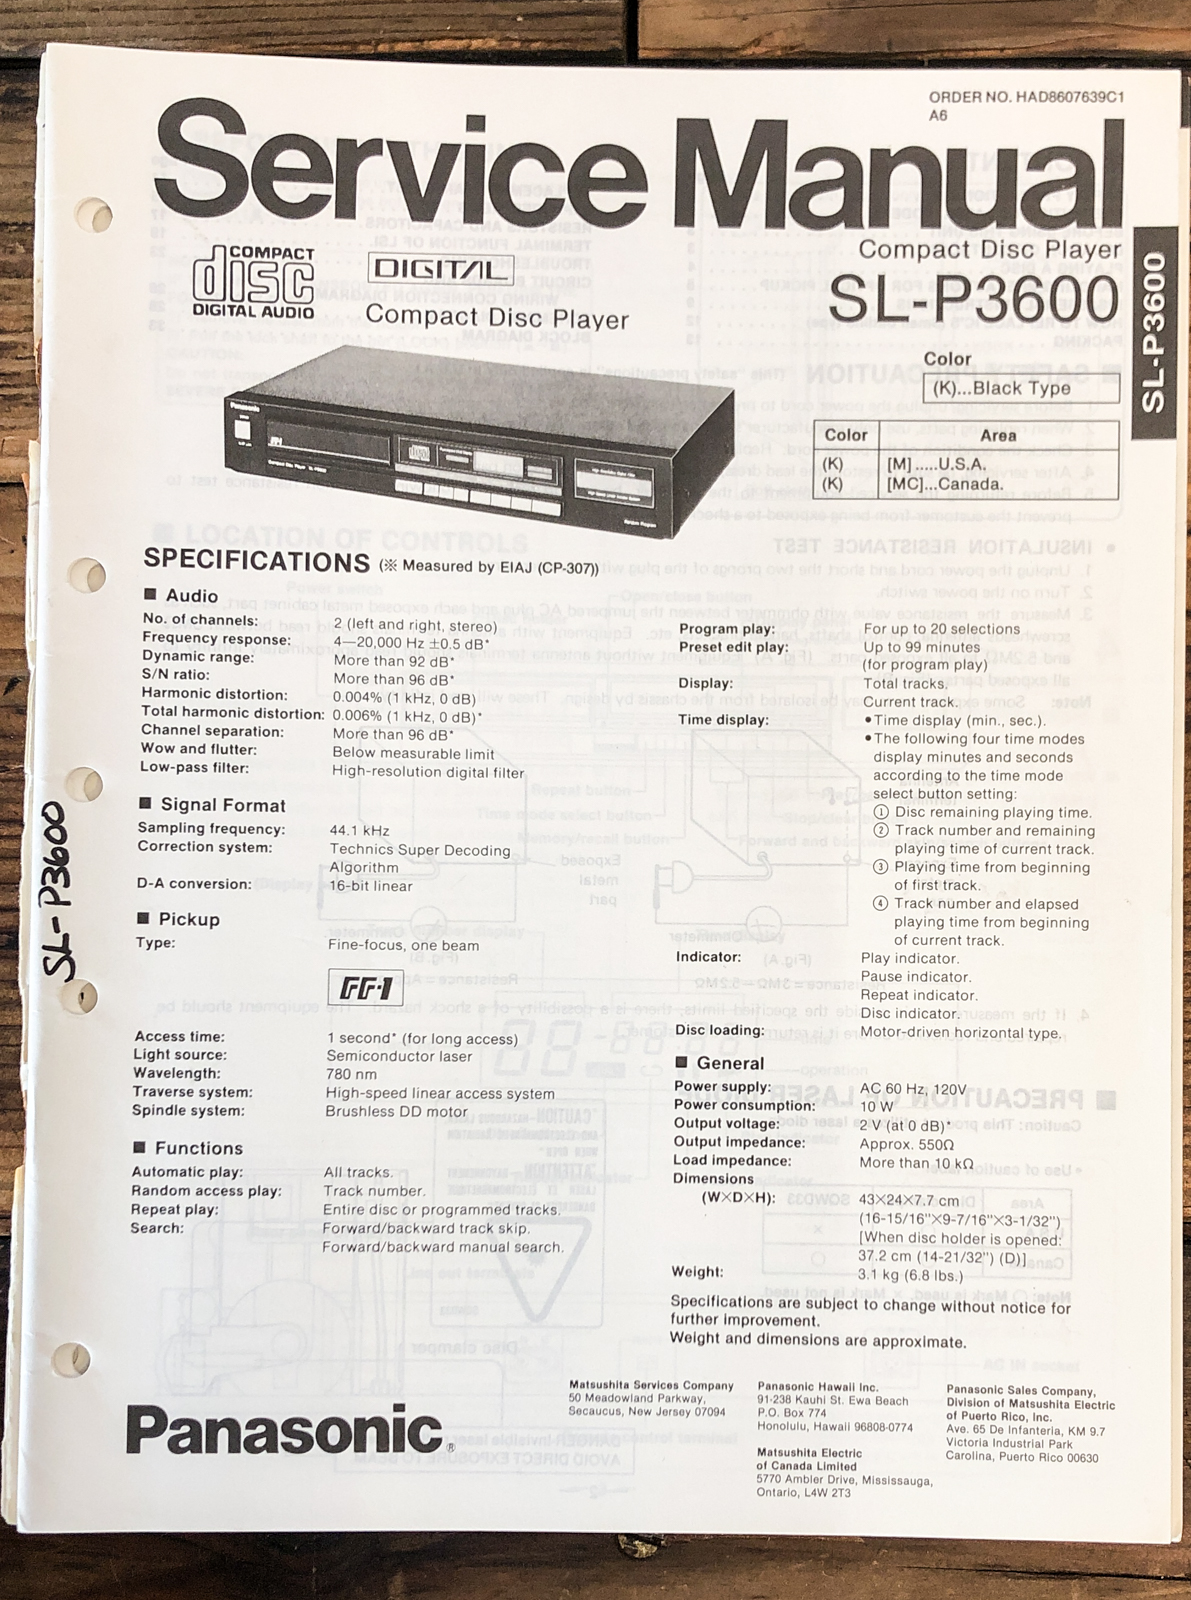 ORDER NO. HAD8607639C1
A6
Service Manual
COMPACT
disc
DIGITAL AUDIO
DIGITAL
Compact Disc Player
Compact Disc Player
SL-P3600
SL-P3600
Color
(K)...Black Type
Color Area
(K) [M] .....U.S.A.
(K) [MC]...Canada.
Panasonic
SPECIFICATIONS (※ Measured by EIAJ (CP-307))
■ Audio
No. of channels: 2 (left and right, stereo)
Frequency response: 4—20,000 Hz ±0.5 dB*
Dynamic range: More than 92 dB*
S/N ratio: More than 96 dB*
Harmonic distortion: 0.004% (1 kHz, 0 dB)
Total harmonic distortion: 0.006% (1 kHz, 0 dB)*
Channel separation: More than 96 dB*
Wow and flutter: Below measurable limit
Low-pass filter: High-resolution digital filter
■ Signal Format
Sampling frequency: 44.1 kHz
Correction system: Technics Super Decoding
Algorithm
D-A conversion: 16-bit linear
■ Pickup
Type: Fine-focus, one beam
FF·1
Access time: 1 second* (for long access)
Light source: Semiconductor laser
Wavelength: 780 nm
Traverse system: High-speed linear access system
Spindle system: Brushless DD motor
■ Functions
Automatic play: All tracks.
Random access play: Track number.
Repeat play: Entire disc or programmed tracks.
Search: Forward/backward track skip.
Forward/backward manual search.
Program play: For up to 20 selections
Preset edit play: Up to 99 minutes
(for program play)
Display: Total tracks.
Current track.
Time display: •Time display (min., sec.).
•The following four time modes
display minutes and seconds
according to the time mode
select button setting:
① Disc remaining playing time.
② Track number and remaining
playing time of current track.
③ Playing time from beginning
of first track.
④ Track number and elapsed
playing time from beginning
of current track.
Indicator: Play indicator.
Pause indicator.
Repeat indicator.
Disc indicator.
Disc loading: Motor-driven horizontal type.
■ General
Power supply: AC 60 Hz, 120V
Power consumption: 10 W
Output voltage: 2 V (at 0 dB)*
Output impedance: Approx. 550Ω
Load impedance: More than 10 kΩ
Dimensions
(W×D×H): 43×24×7.7 cm
(16-15/16"×9-7/16"×3-1/32")
[When disc holder is opened:
37.2 cm (14-21/32") (D)]
Weight: 3.1 kg (6.8 lbs.)
Specifications are subject to change without notice for
further improvement.
Weight and dimensions are approximate.
SL-P3600
Panasonic®
Matsushita Services Company
50 Meadowland Parkway,
Secaucus, New Jersey 07094
Panasonic Hawaii Inc.
91-238 Kauhi St. Ewa Beach
P.O. Box 774
Honolulu, Hawaii 96808-0774
Matsushita Electric
of Canada Limited
5770 Ambler Drive, Mississauga,
Ontario, L4W 2T3
Panasonic Sales Company,
Division of Matsushita Electric
of Puerto Rico, Inc.
Ave. 65 De Infanteria, KM 9.7
Victoria Industrial Park
Carolina, Puerto Rico 00630